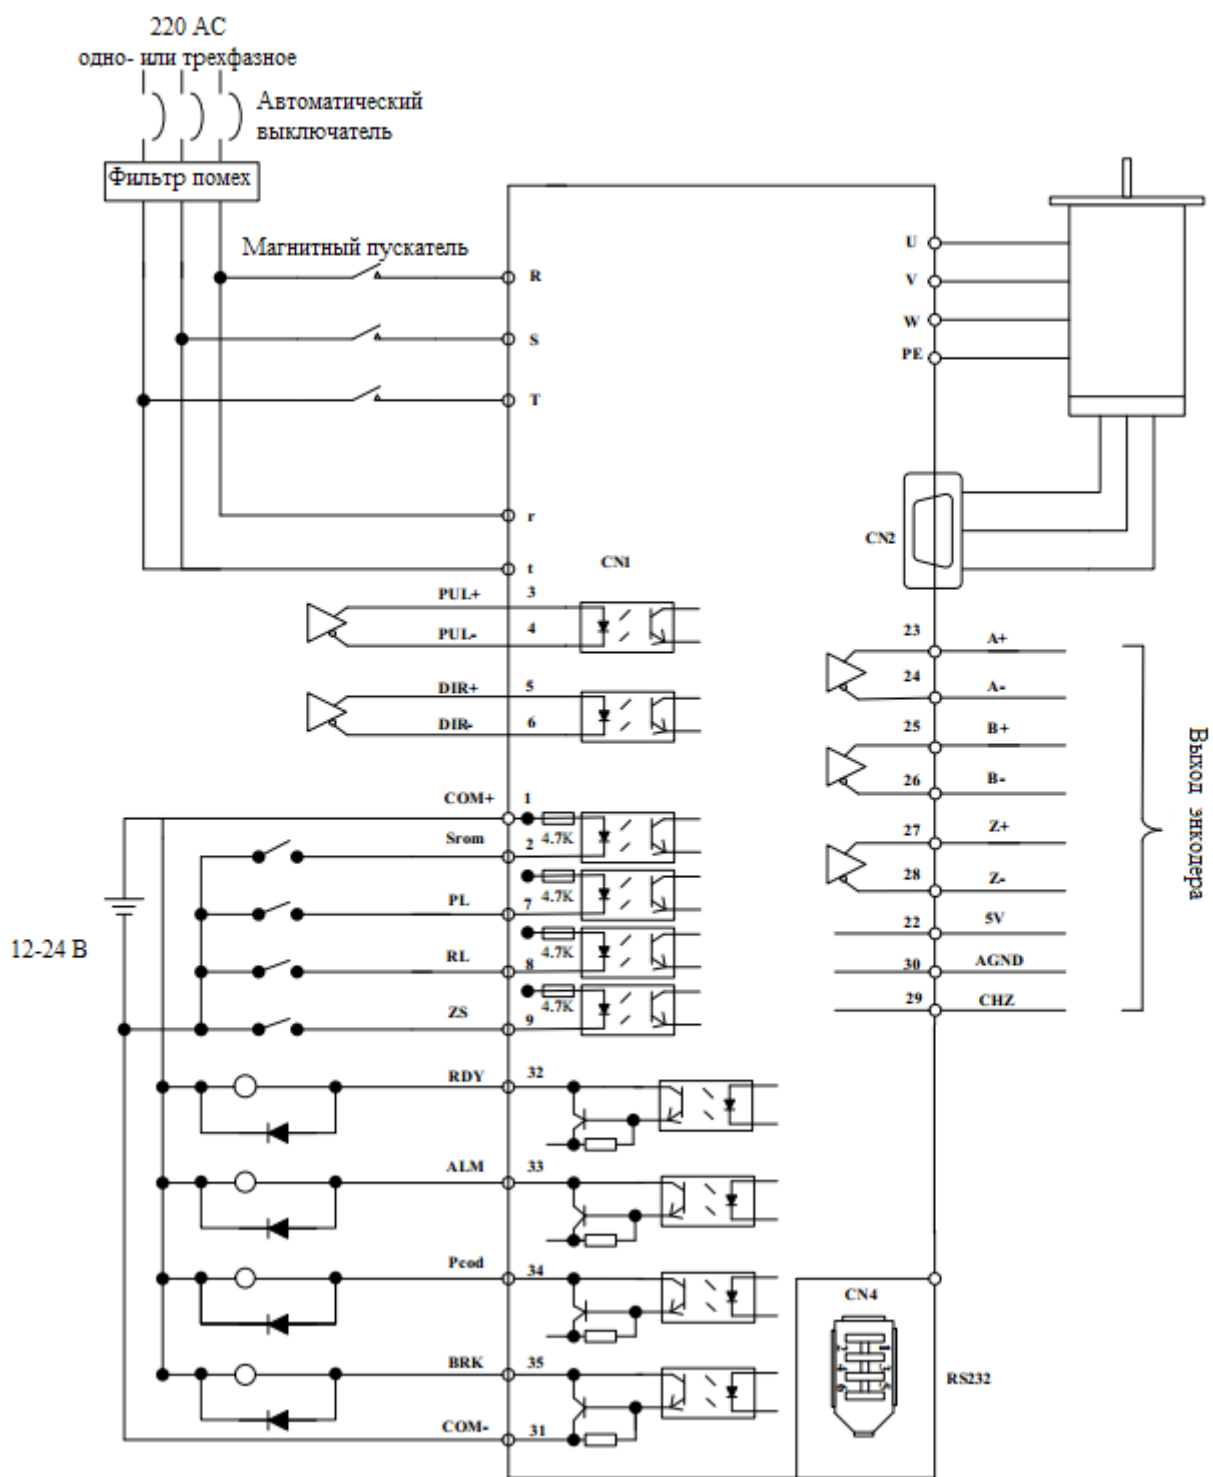 220 AC
одно- или трехфазное
Автоматический
выключатель
Фильтр помех
Магнитный пускатель
R
S
T
r
t
U
V
W
PE
CN2
CN1
PUL+ 3
PUL- 4
DIR+ 5
DIR- 6
COM+ 1
4.7K
Srom 2
4.7K
PL 7
4.7K
RL 8
4.7K
ZS 9
12-24 В
RDY 32
ALM 33
Pcod 34
BRK 35
COM- 31
23 A+
24 A-
25 B+
26 B-
27 Z+
28 Z-
22 5V
30 AGND
29 CHZ
Выход энкодера
CN4
RS232